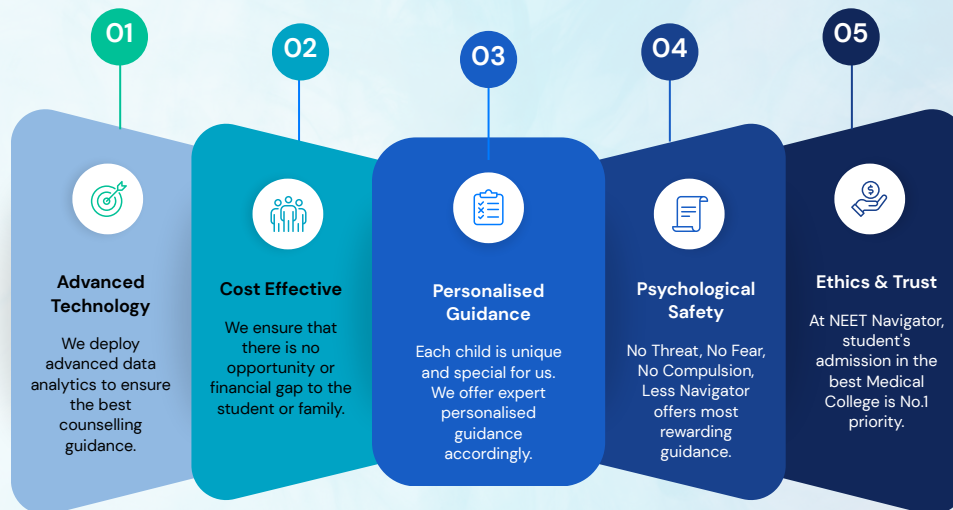 01
Advanced
Technology
We deploy
advanced data
analytics to ensure
the best
counselling
guidance.
02
Cost Effective
We ensure that
there is no
opportunity or
financial gap to the
student or family.
03
Personalised
Guidance
Each child is unique
and special for us.
We offer expert
personalised
guidance
accordingly.
04
Psychological
Safety
No Threat, No Fear,
No Compulsion,
Less Navigator
offers most
rewarding
guidance.
05
Ethics & Trust
At NEET Navigator,
student's
admission in the
best Medical
College is No.1
priority.